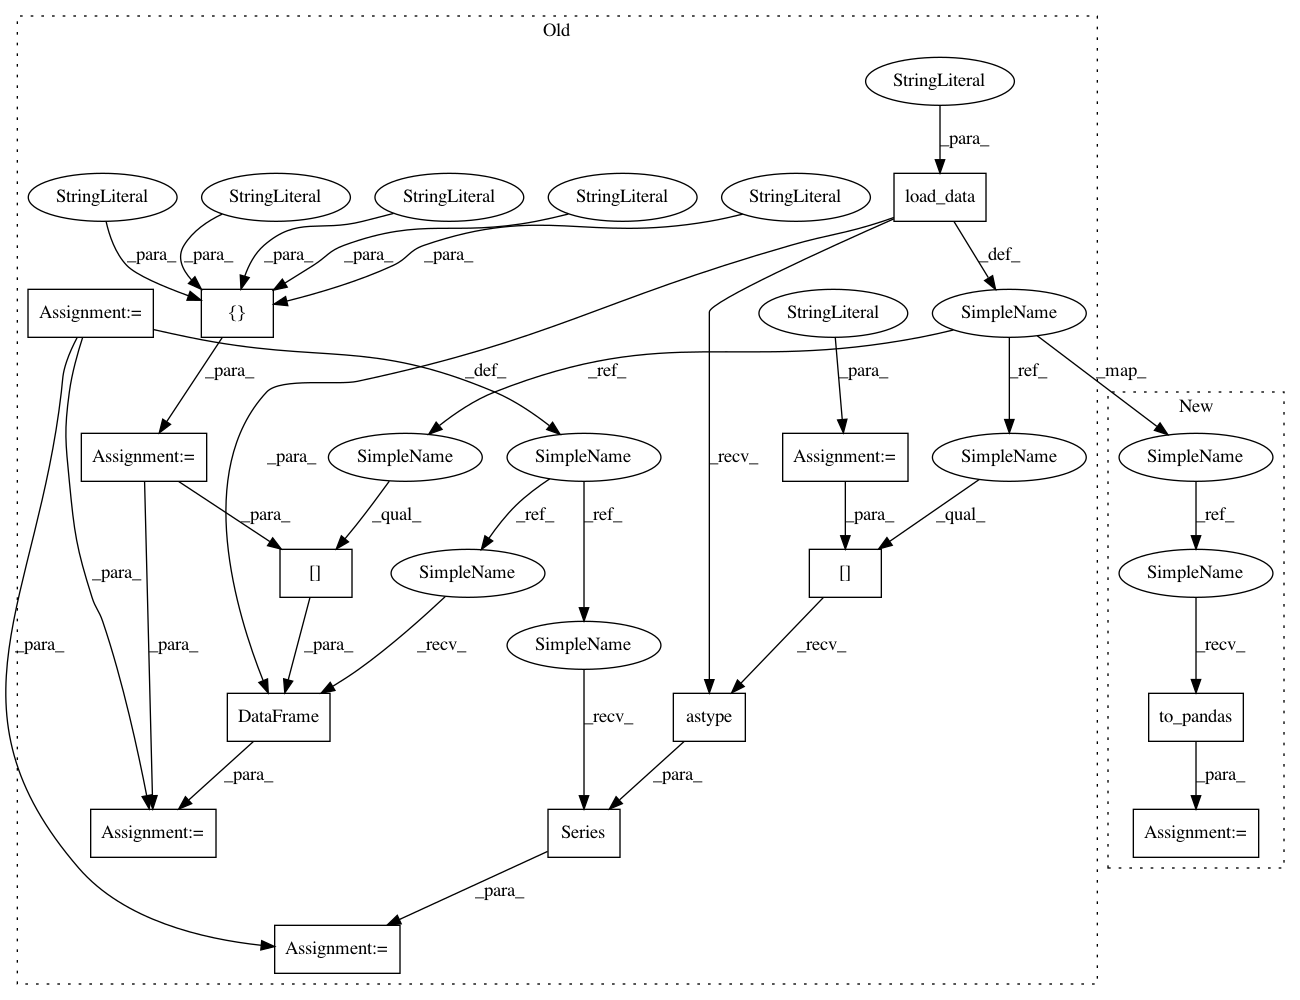 Old
StringLiteral
_para_
StringLiteral
StringLiteral
StringLiteral
StringLiteral
StringLiteral
load_data
_para_
_para_
_para_
_para_
_para_
_def_
Assignment:=
{}
StringLiteral
SimpleName
_para_
_def_
_ref_
_para_
_ref_
_map_
New
Assignment:=
SimpleName
SimpleName
Assignment:=
SimpleName
SimpleName
_para_
_recv_
_para_
_qual_
_ref_
_ref_
_para_
_qual_
_ref_
_para_
[]
SimpleName
[]
SimpleName
_para_
_para_
_para_
_recv_
SimpleName
_recv_
_recv_
DataFrame
_recv_
astype
to_pandas
_para_
_para_
_para_
Assignment:=
Series
Assignment:=
_para_
Assignment:=